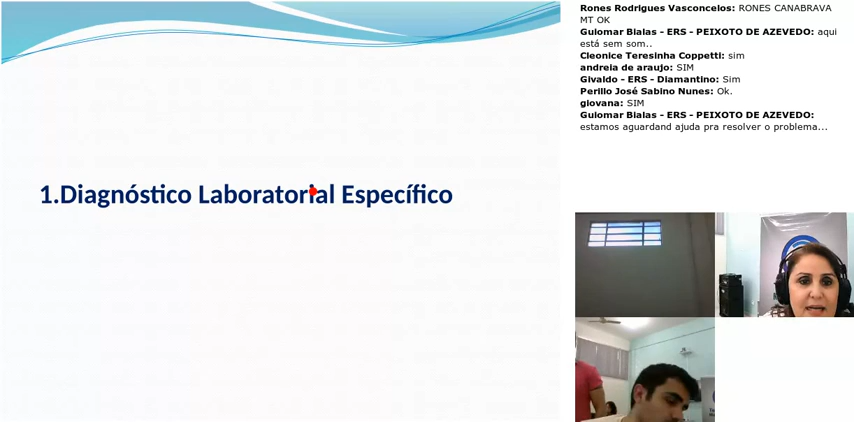 1.Diagnóstico Laboratorial Específico
Rones Rodrigues Vasconcelos: RONES CANABRAVA
MT OK
Guiomar Bialas - ERS - PEIXOTO DE AZEVEDO: aqui
está sem som..
Cleonice Teresinha Coppetti: sim
andreia de araujo: SIM
Givaldo - ERS - Diamantino: Sim
Perillo José Sabino Nunes: Ok.
giovana: SIM
Guiomar Bialas - ERS - PEIXOTO DE AZEVEDO:
estamos aguardand ajuda pra resolver o problema...